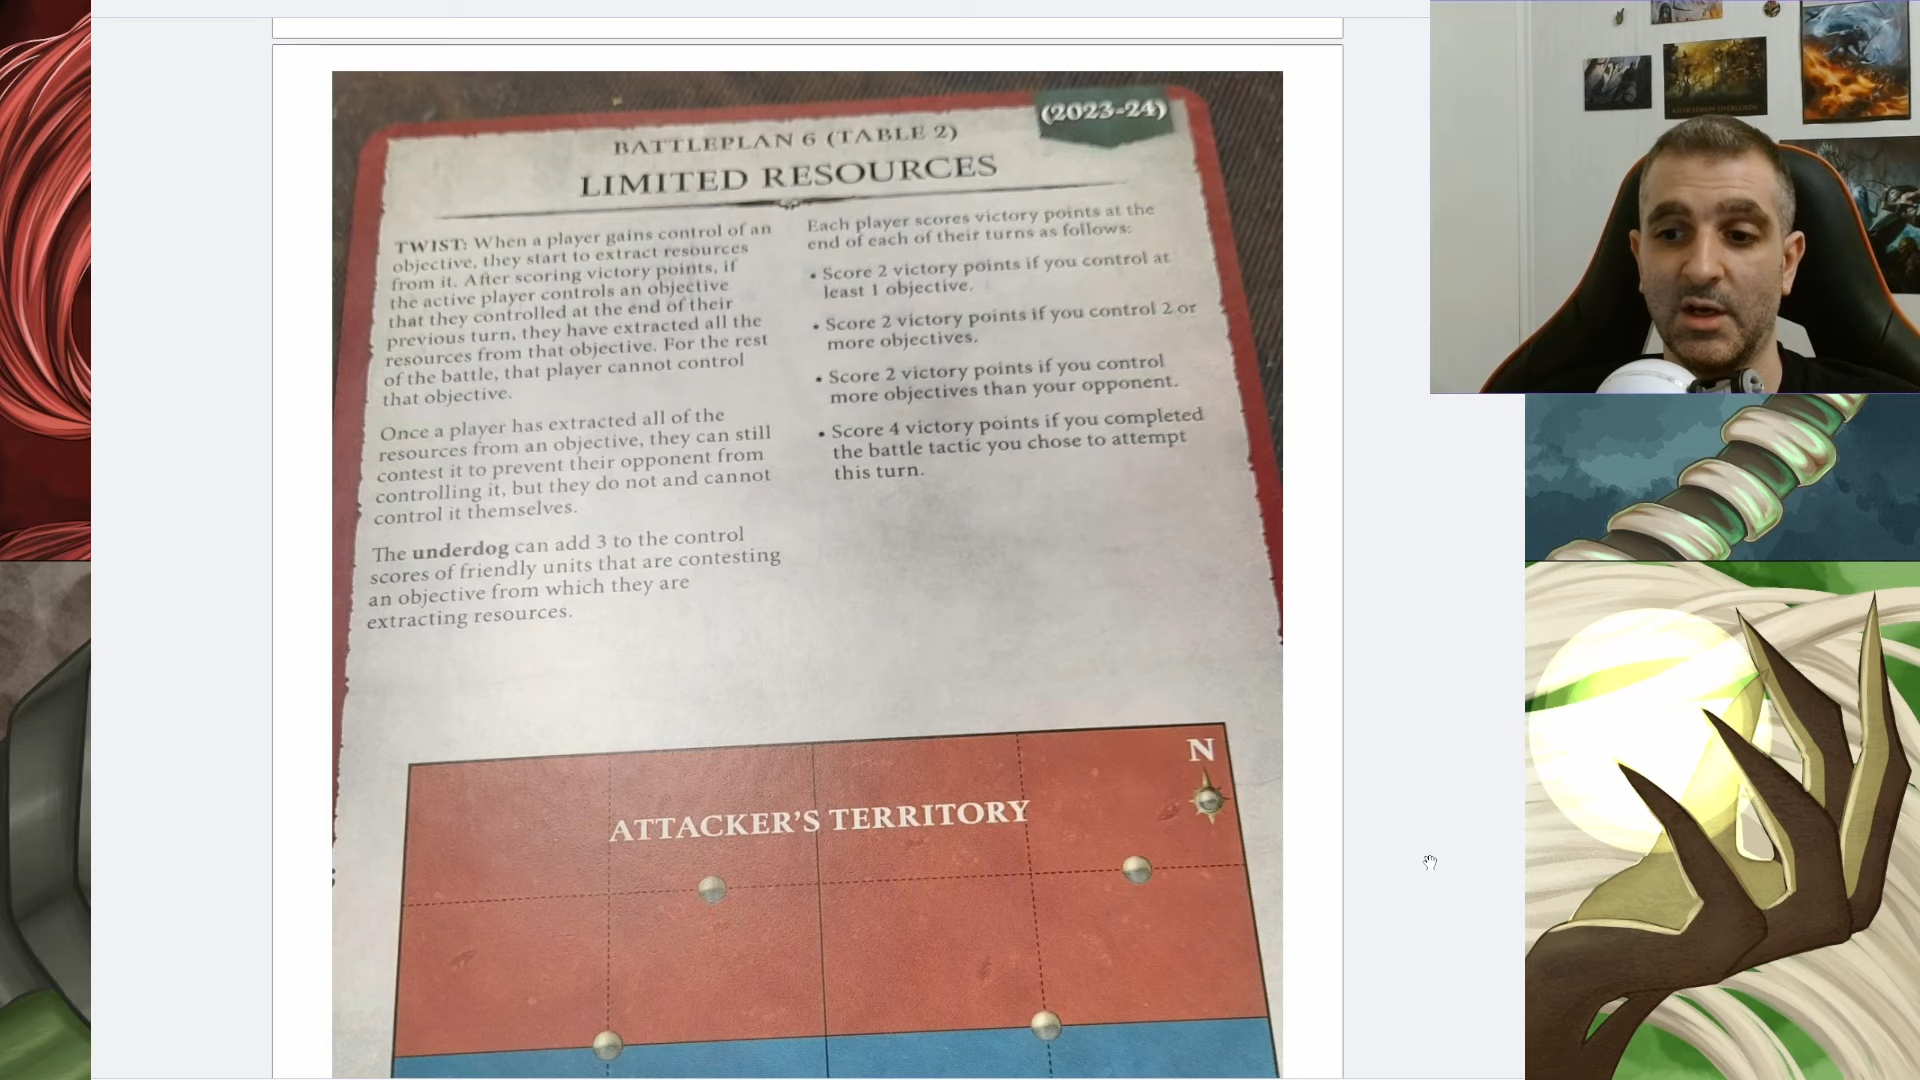 (2023-24)
BATTLEPLAN 6 (TABLE 2)
LIMITED RESOURCES
TWIST: When a player gains control of an
objective, they start to extract resources
from it. After scoring victory points, if
the active player controls an objective
that they controlled at the end of their
previous turn, they have extracted all the
resources from that objective. For the rest
of the battle, that player cannot control
that objective.
Once a player has extracted all of the
resources from an objective, they can still
contest it to prevent their opponent from
controlling it, but they do not and cannot
control it themselves.
The underdog can add 3 to the control
scores of friendly units that are contesting
an objective from which they are
extracting resources.
Each player scores victory points at the
end of each of their turns as follows:
• Score 2 victory points if you control at
least 1 objective.
• Score 2 victory points if you control 2 or
more objectives.
• Score 2 victory points if you control
more objectives than your opponent.
• Score 4 victory points if you completed
the battle tactic you chose to attempt
this turn.
N
ATTACKER'S TERRITORY